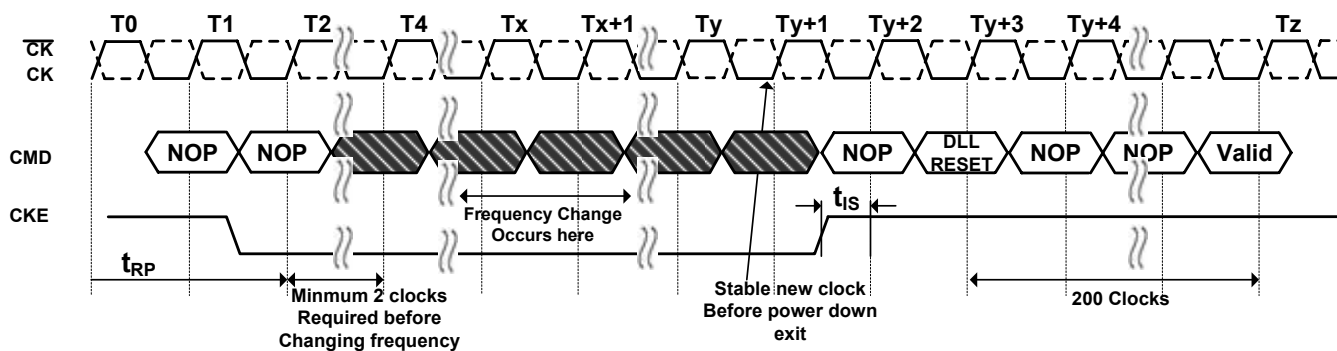 T0 T1 T2 T4 Tx Tx+1 Ty Ty+1 Ty+2 Ty+3 Ty+4 Tz
CK
CK
CMD NOP NOP NOP DLL RESET NOP NOP Valid
CKE
Frequency Change
Occurs here
tIS
tRP
Minmum 2 clocks
Required before
Changing frequency
Stable new clock
Before power down
exit
200 Clocks